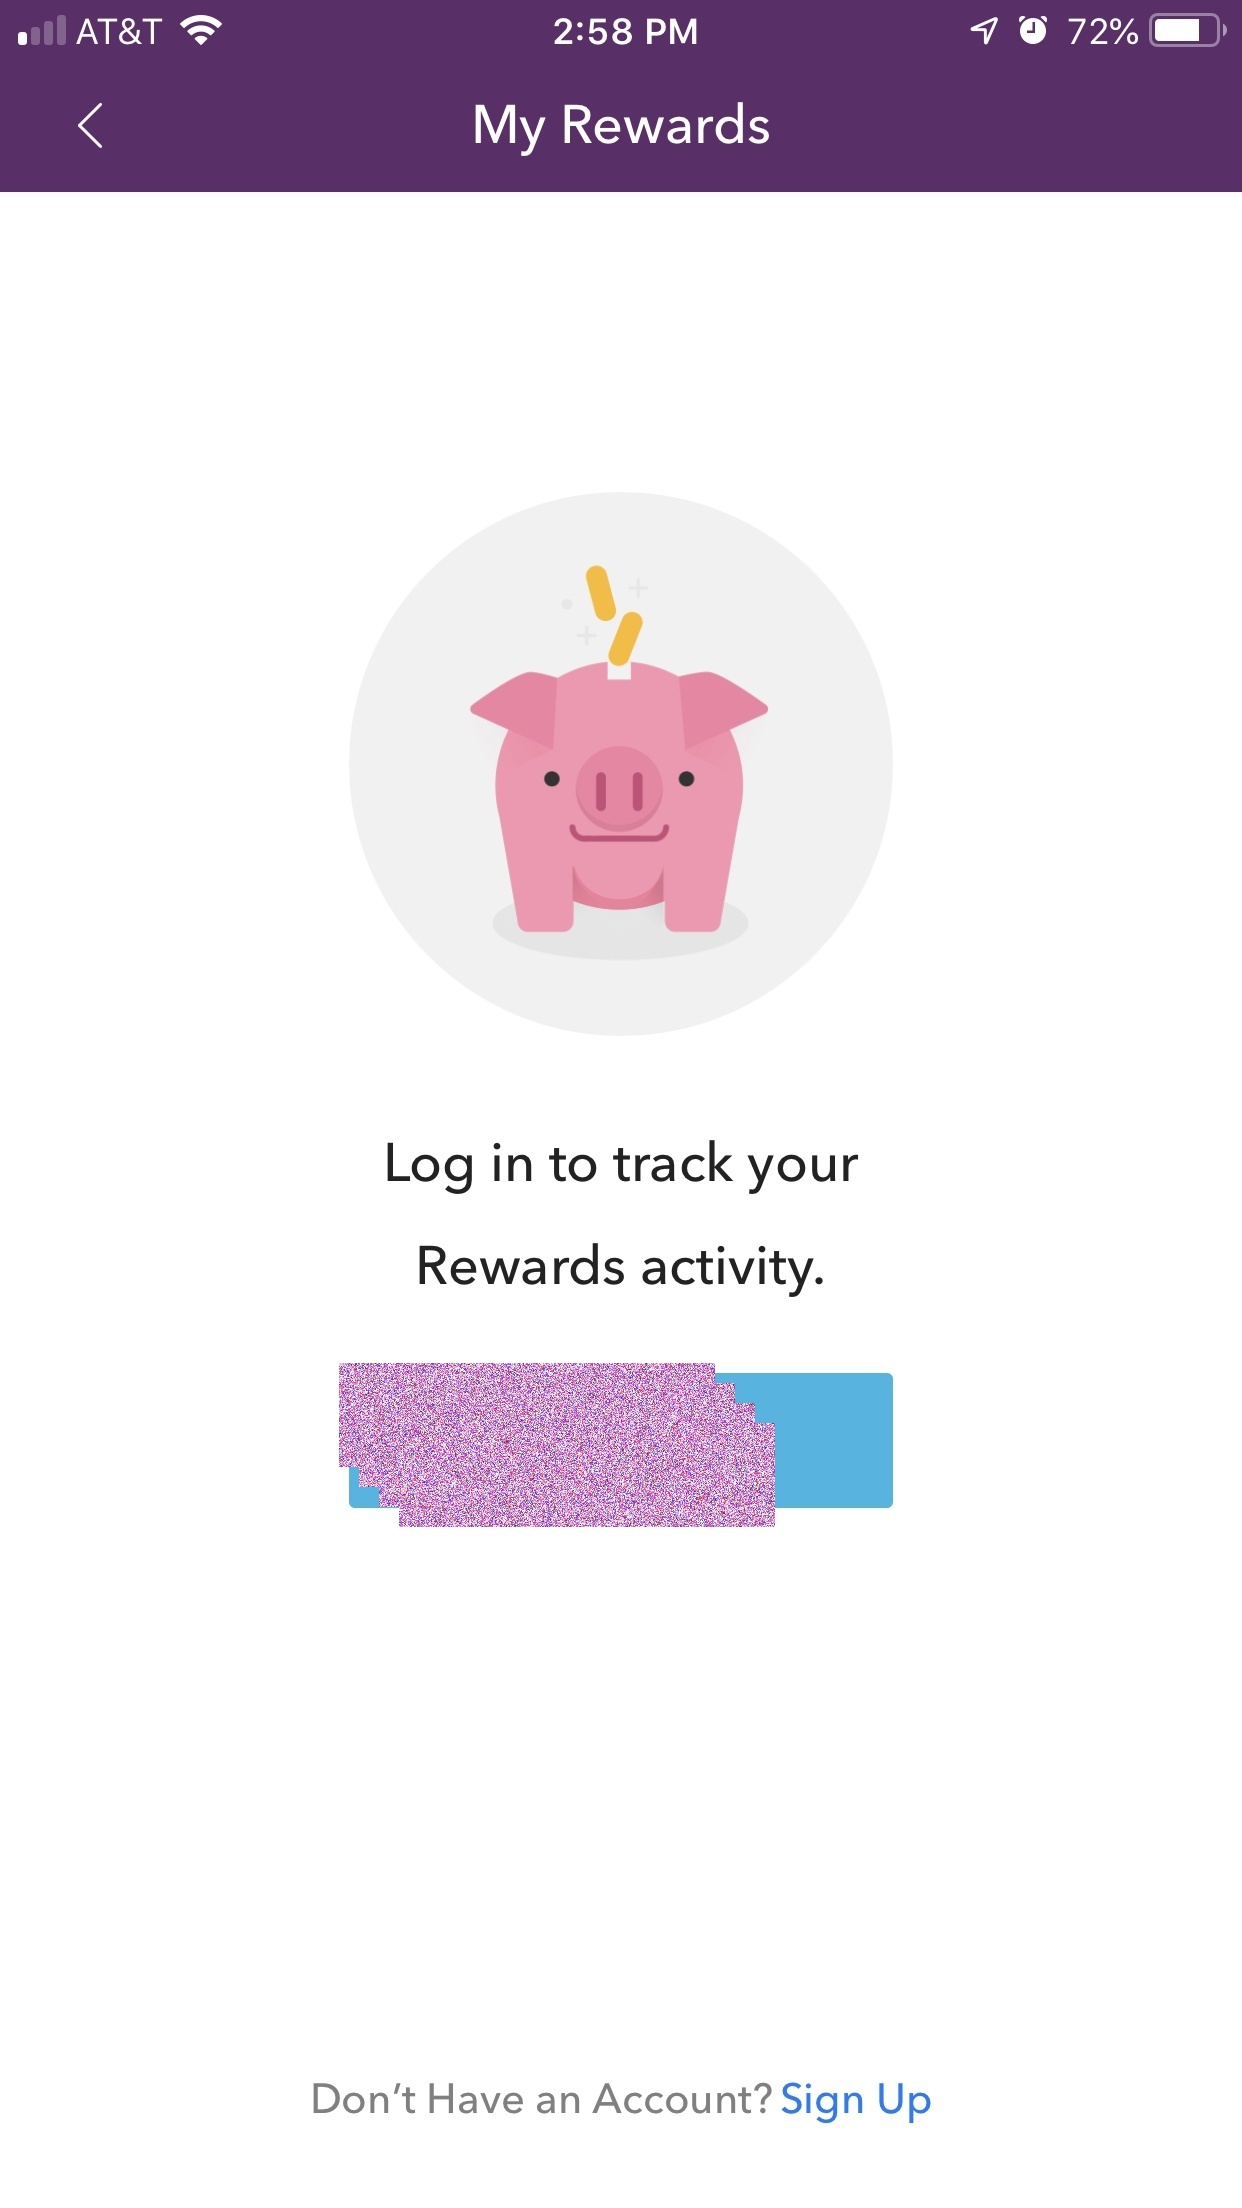 AT&T 2:58 PM 72%
My Rewards
Log in to track your
Rewards activity.
Don’t Have an Account? Sign Up